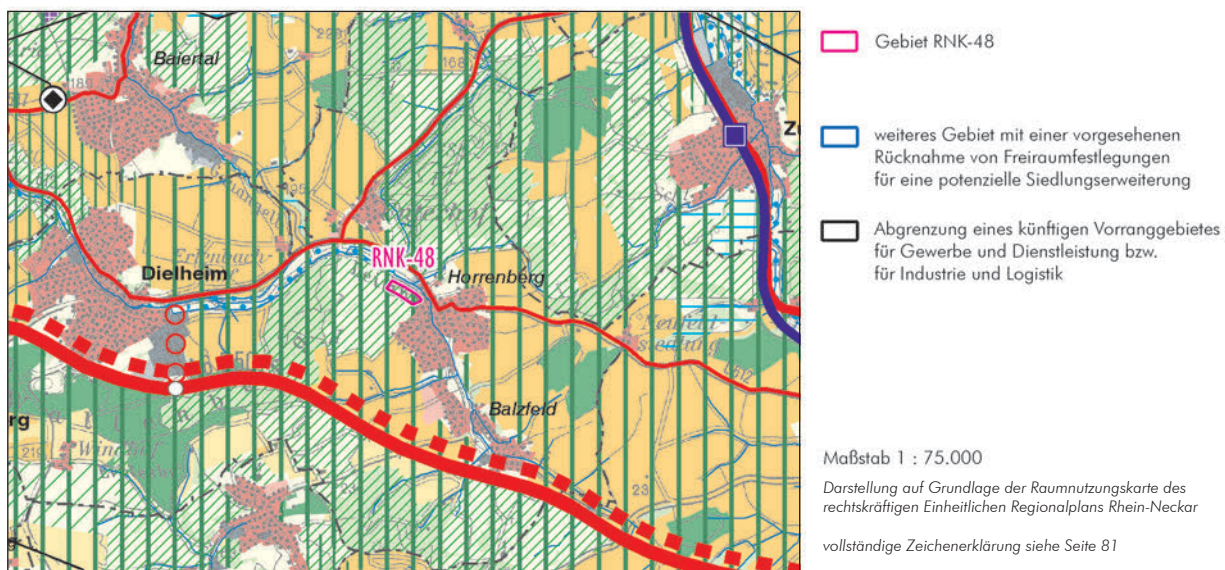 Baiertal
Dielheim
RNK-48
Horrenberg
Balzfeld
Gebiet RNK-48
weiteres Gebiet mit einer vorgesehenen
Rücknahme von Freiraumfestlegungen
für eine potenzielle Siedlungserweiterung
Abgrenzung eines künftigen Vorranggebietes
für Gewerbe und Dienstleistung bzw.
für Industrie und Logistik
Maßstab 1 : 75.000
Darstellung auf Grundlage der Raumnutzungskarte des
rechtskräftigen Einheitlichen Regionalplans Rhein-Neckar
vollständige Zeichenerklärung siehe Seite 81